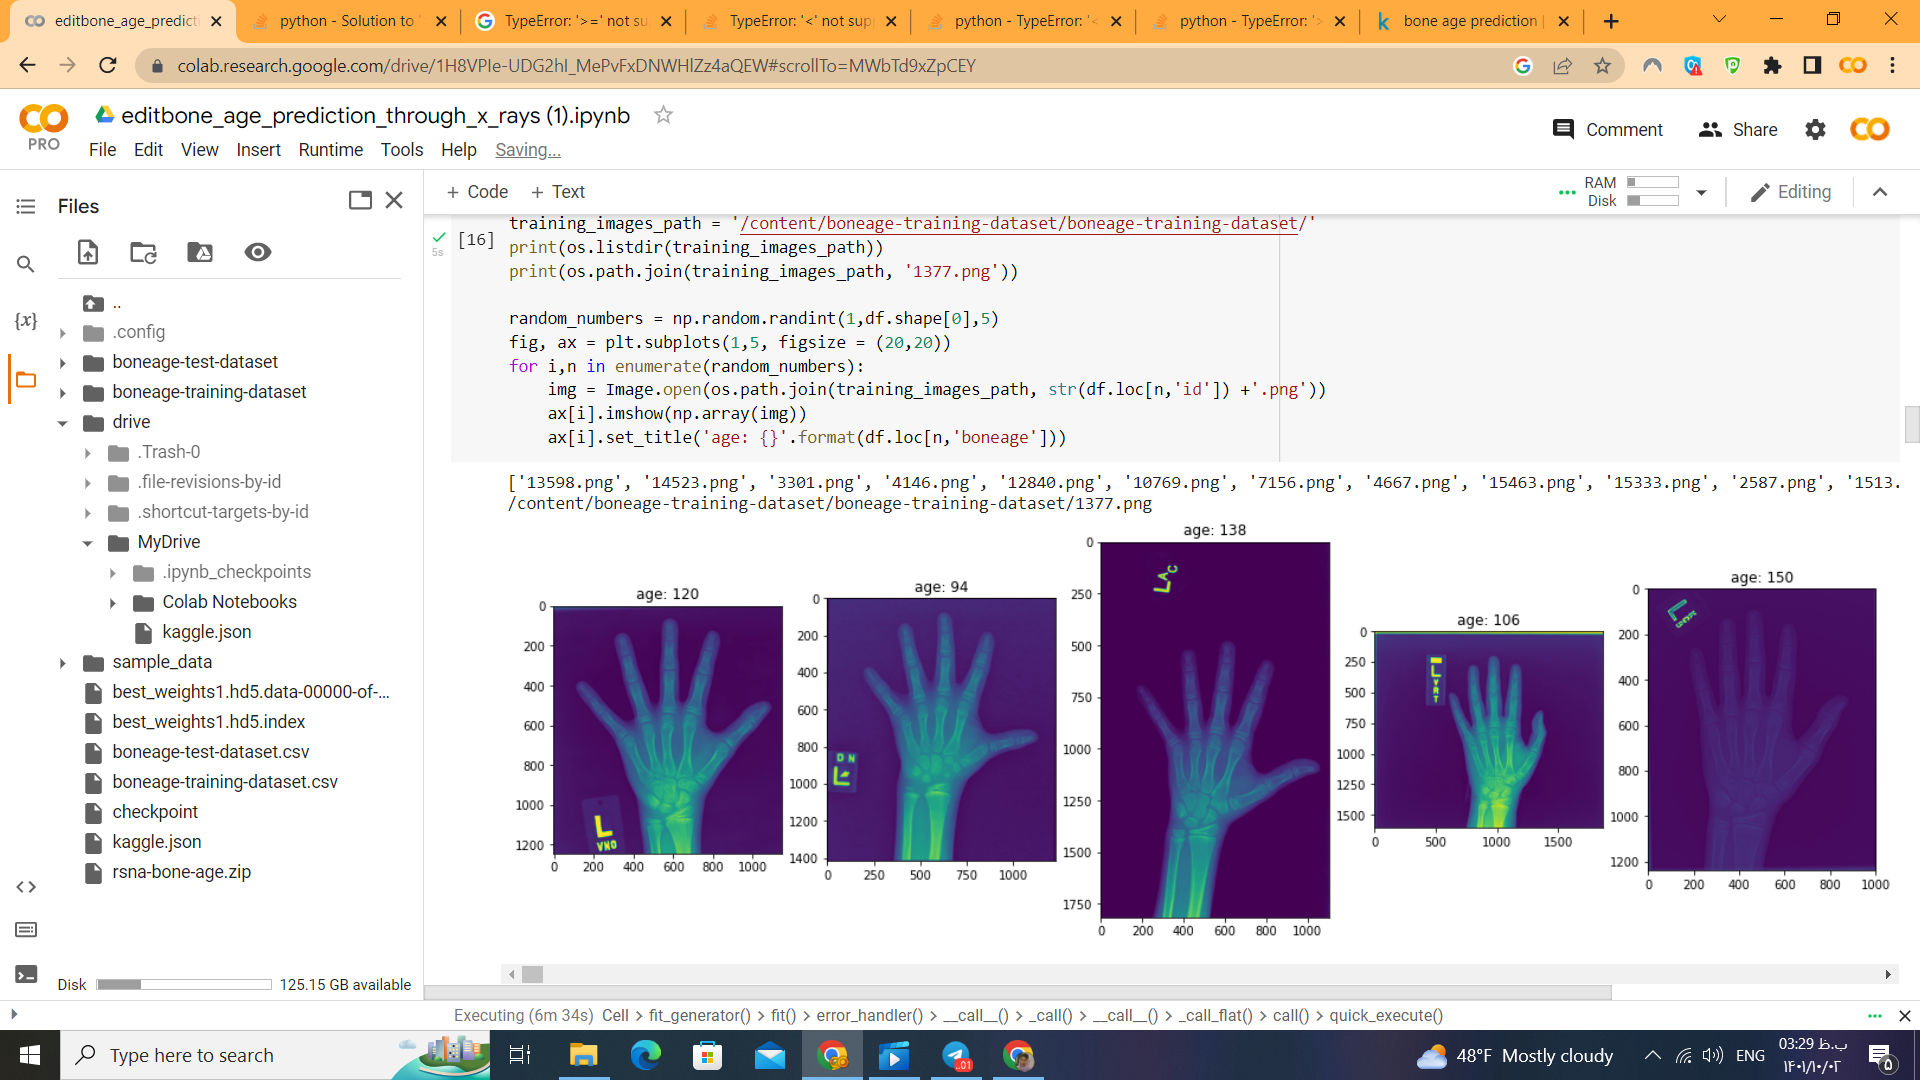 editbone_age_predicti
python - Solution to '
TypeError: '>=' not su
TypeError: '<' not sup
python - TypeError: '<
python - TypeError: '>
bone age prediction |
colab.research.google.com/drive/1H8VPIe-UDG2hI_MePvFxDNWHlZz4aQEW#scrollTo=MWbTd9xZpCEY
PRO
editbone_age_prediction_through_x_rays (1).ipynb
File Edit View Insert Runtime Tools Help Saving...
Comment
Share
Files
+ Code + Text
RAM
Disk
Editing
..
.config
boneage-test-dataset
boneage-training-dataset
drive
.Trash-0
.file-revisions-by-id
.shortcut-targets-by-id
MyDrive
.ipynb_checkpoints
Colab Notebooks
kaggle.json
sample_data
best_weights1.hd5.data-00000-of-...
best_weights1.hd5.index
boneage-test-dataset.csv
boneage-training-dataset.csv
checkpoint
kaggle.json
rsna-bone-age.zip
Disk 125.15 GB available
[16]
5s
training_images_path = '/content/boneage-training-dataset/boneage-training-dataset/'
print(os.listdir(training_images_path))
print(os.path.join(training_images_path, '1377.png'))
random_numbers = np.random.randint(1,df.shape[0],5)
fig, ax = plt.subplots(1,5, figsize = (20,20))
for i,n in enumerate(random_numbers):
    img = Image.open(os.path.join(training_images_path, str(df.loc[n,'id']) +'.png'))
    ax[i].imshow(np.array(img))
    ax[i].set_title('age: {}'.format(df.loc[n,'boneage']))
['13598.png', '14523.png', '3301.png', '4146.png', '12840.png', '10769.png', '7156.png', '4667.png', '15463.png', '15333.png', '2587.png', '1513.
/content/boneage-training-dataset/boneage-training-dataset/1377.png
age: 120
0
200
400
600
800
1000
1200
0 200 400 600 800 1000
L
age: 94
0
200
400
600
800
1000
1200
1400
0 250 500 750 1000
D N
L
age: 138
0
250
500
750
1000
1250
1500
1750
0 200 400 600 800 1000
LAC
age: 106
0
250
500
750
1000
1250
1500
0 500 1000 1500
L
YRT
age: 150
0
200
400
600
800
1000
1200
0 200 400 600 800 1000
L
Executing (6m 34s) Cell > fit_generator() > fit() > error_handler() > __call__() > _call() > __call__() > _call_flat() > call() > quick_execute()
Type here to search
48°F Mostly cloudy
ENG
03:29 ب.ظ
۱۴۰۱/۱۰/۰۲
۵